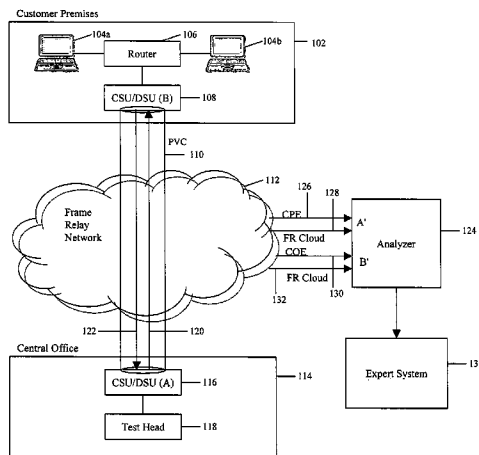 Customer Premises
104a
106
104b
Router
102
CSU/DSU (B)
108
PVC
110
112
126
128
CPE
A'
FR Cloud
Frame
Relay
Network
Analyzer
124
COE
B'
FR Cloud
132
130
122
120
Central Office
CSU/DSU (A)
116
114
Expert System
13
Test Head
118